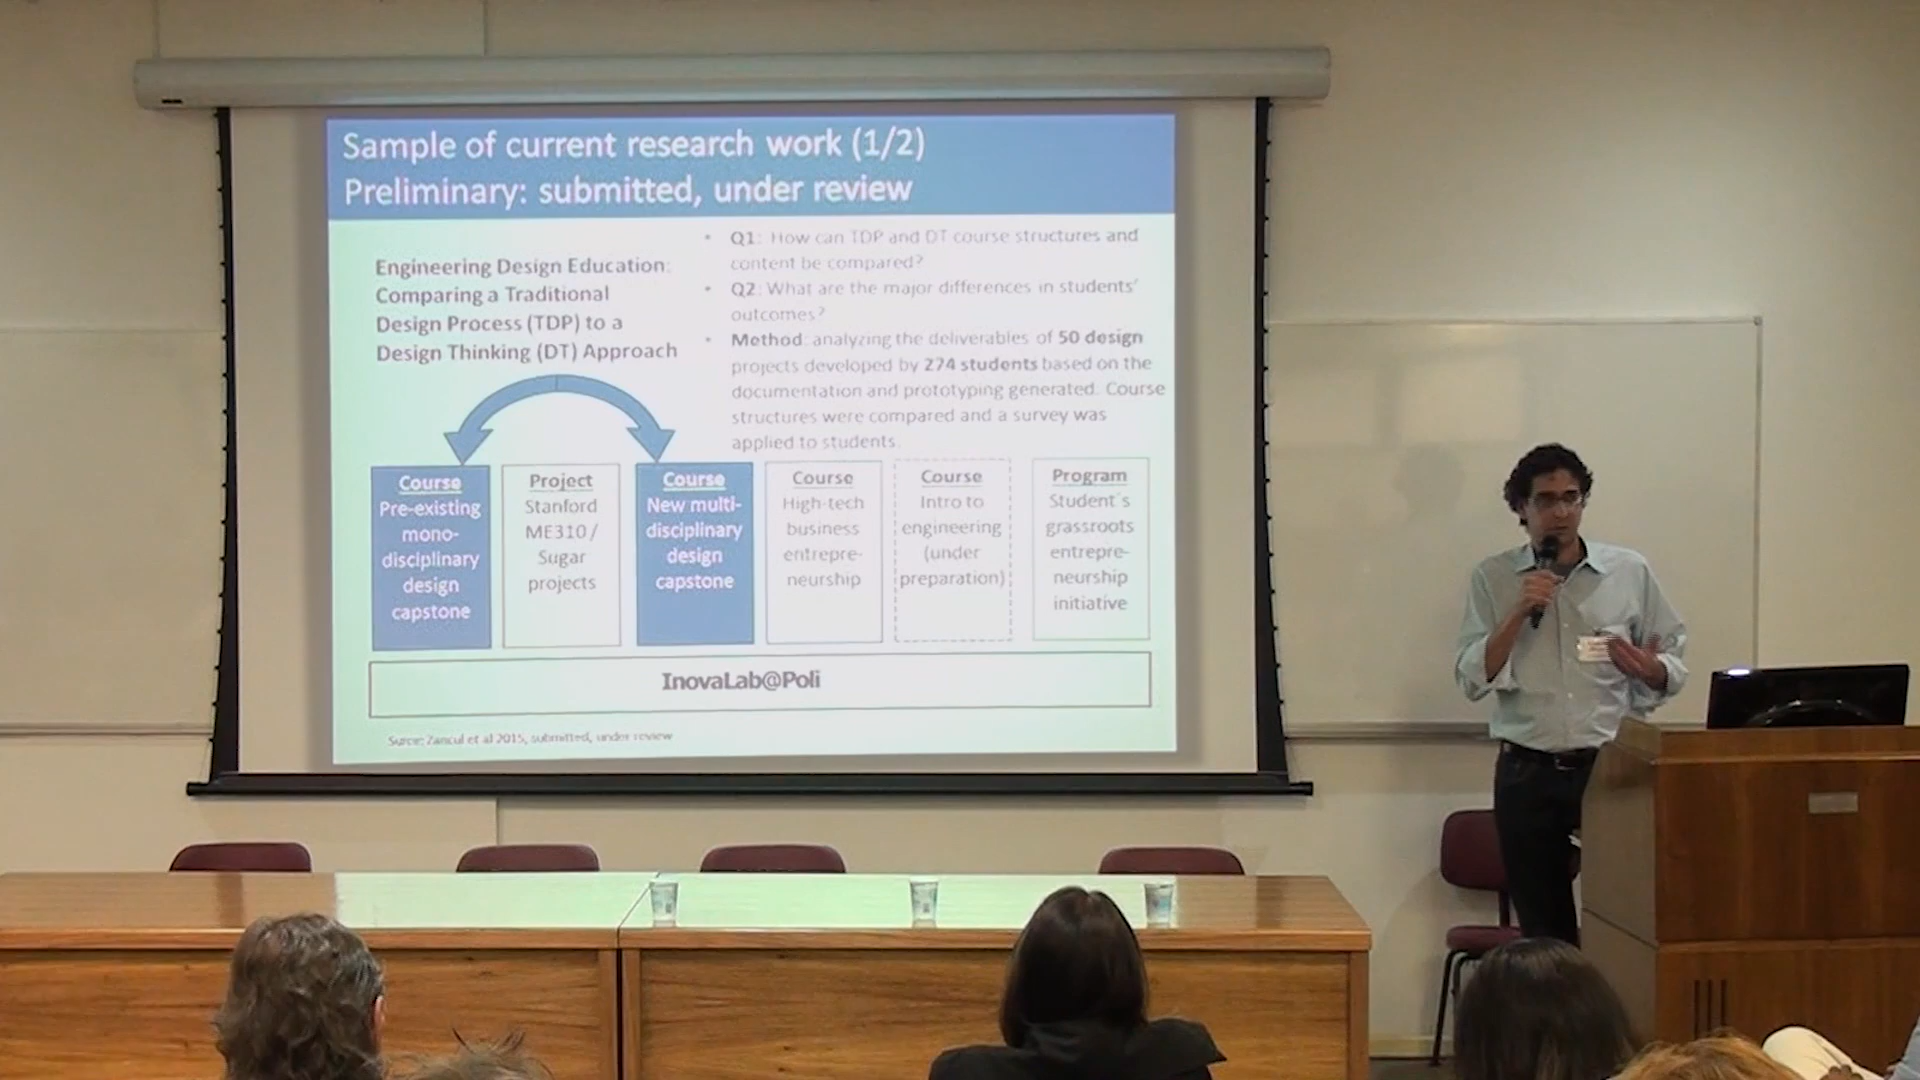 Sample of current research work (1/2)
Preliminary: submitted, under review
Engineering Design Education:
Comparing a Traditional
Design Process (TDP) to a
Design Thinking (DT) Approach
• Q1: How can TDP and DT course structures and
content be compared?
• Q2: What are the major differences in students'
outcomes?
• Method: analyzing the deliverables of 50 design
projects developed by 274 students based on the
documentation and prototyping generated. Course
structures were compared and a survey was
applied to students.
Course
Pre-existing
mono-
disciplinary
design
capstone
Project
Stanford
ME310 /
Sugar
projects
Course
New multi-
disciplinary
design
capstone
Course
High-tech
business
entrepre-
neurship
Course
Intro to
engineering
(under
preparation)
Program
Student´s
grassroots
entrepre-
neurship
initiative
InovaLab@Poli
Surce: Zancul et al 2015, submitted, under review